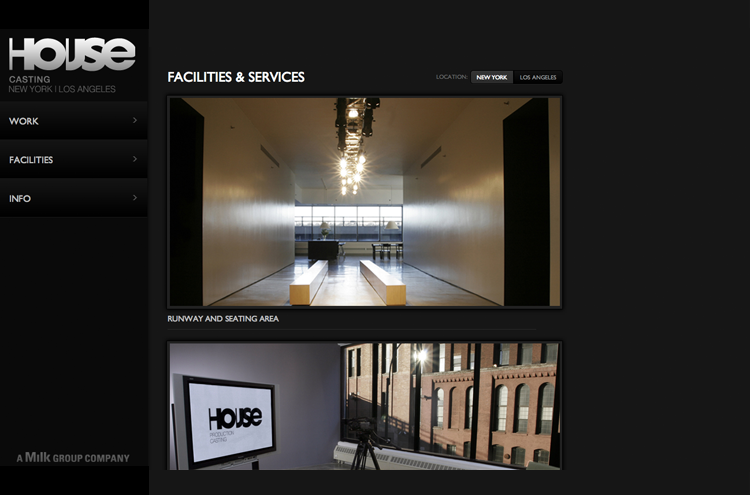 HOUSE
CASTING
NEW YORK | LOS ANGELES
WORK
FACILITIES
INFO
A Milk GROUP COMPANY
FACILITIES & SERVICES
LOCATION: NEW YORK LOS ANGELES
RUNWAY AND SEATING AREA
HOUSE
PRODUCTION
CASTING